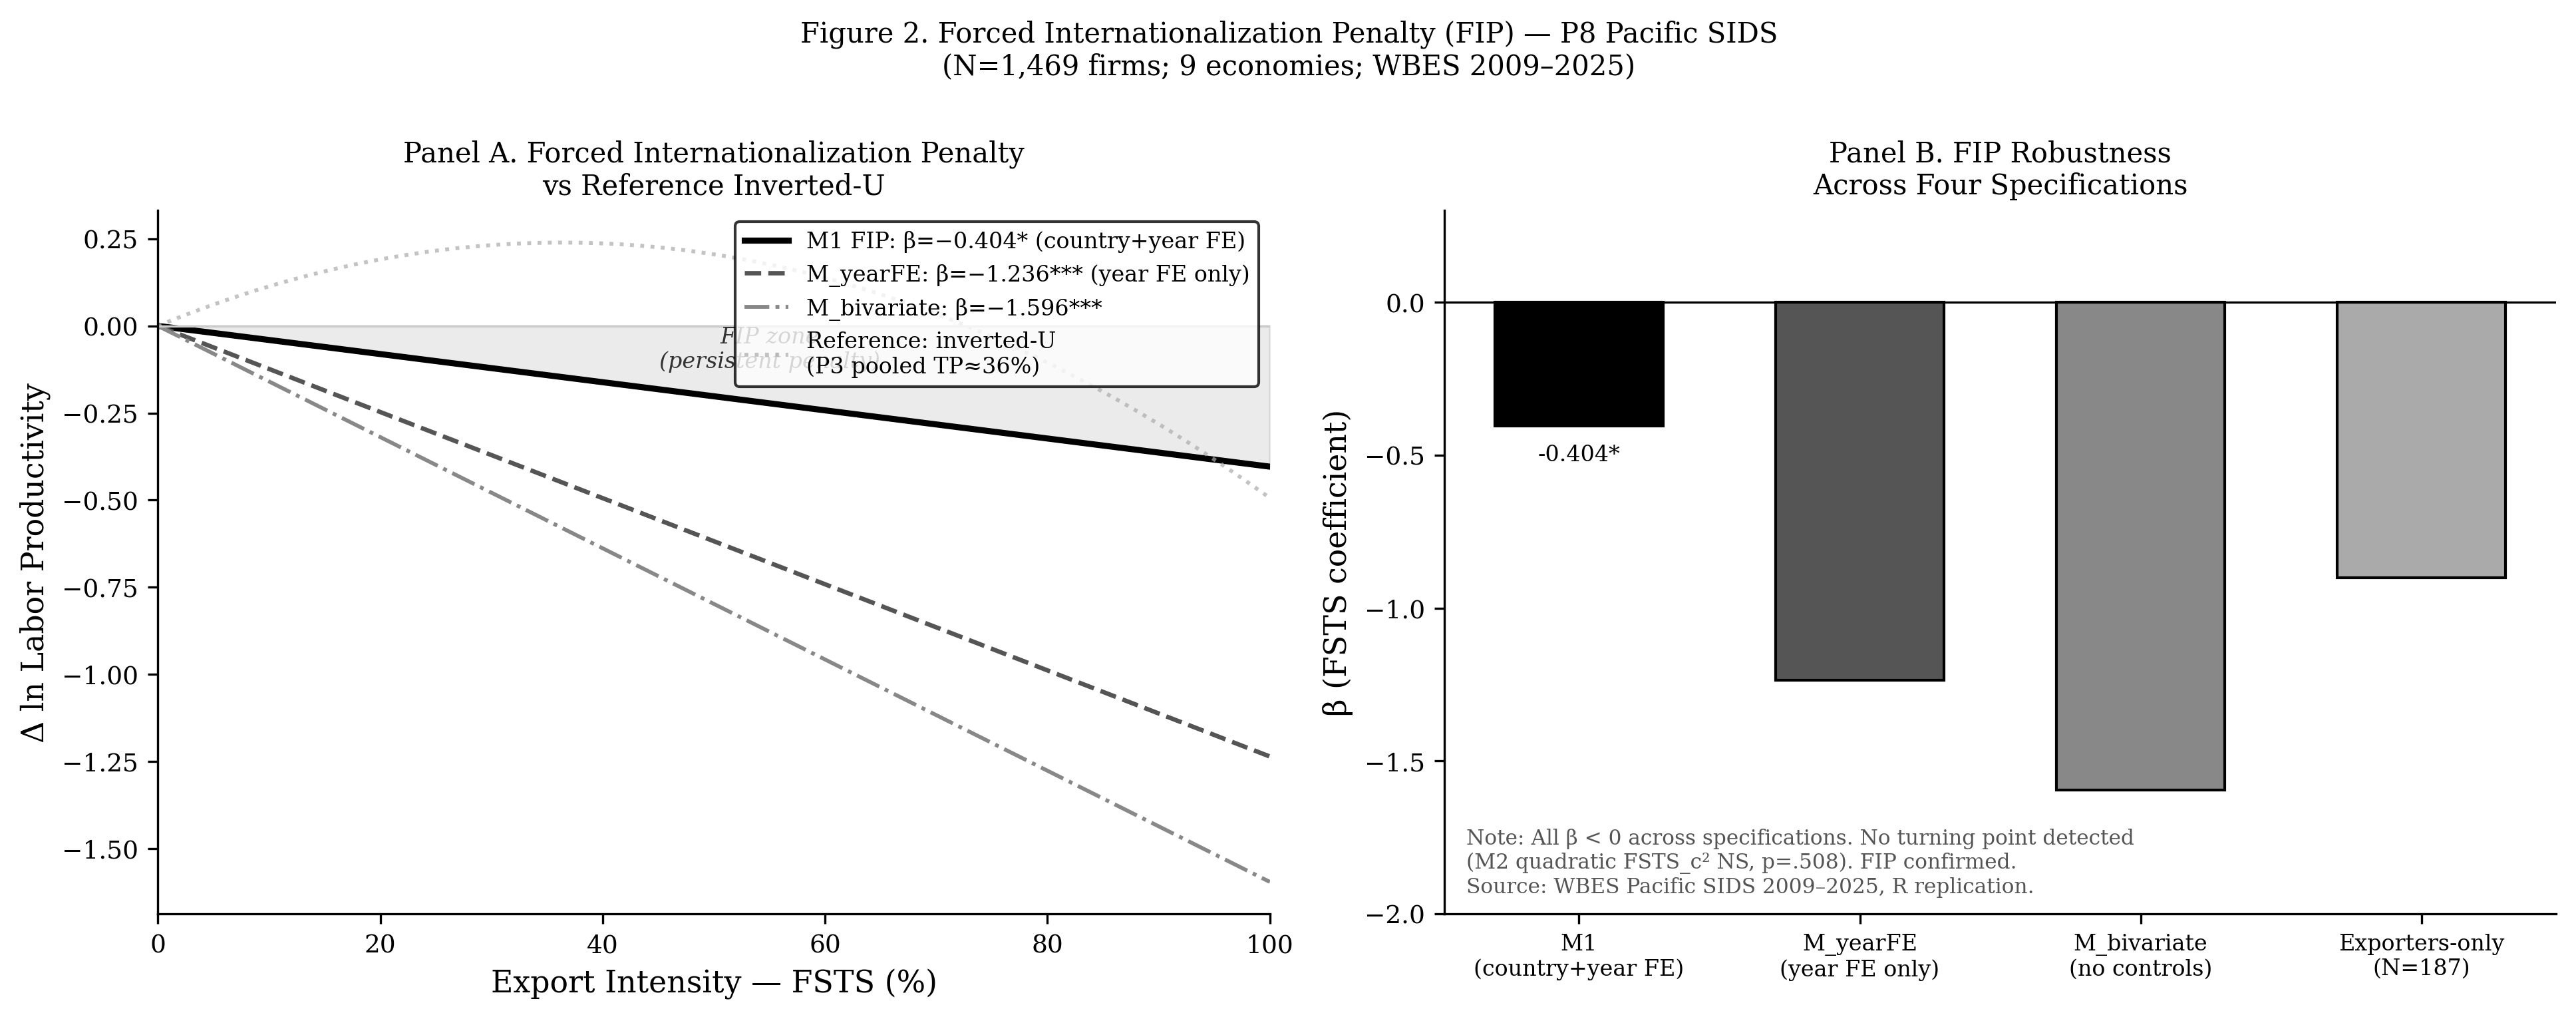 Figure 2. Forced Internationalization Penalty (FIP) — P8 Pacific SIDS
(N=1,469 firms; 9 economies; WBES 2009–2025)
Panel A. Forced Internationalization Penalty
vs Reference Inverted-U
M1 FIP: β=−0.404* (country+year FE)
M_yearFE: β=−1.236*** (year FE only)
M_bivariate: β=−1.596***
Reference: inverted-U
(P3 pooled TP≈36%)
FIP zone
(persistent penalty)
Δ ln Labor Productivity
0.25
0.00
−0.25
−0.50
−0.75
−1.00
−1.25
−1.50
0 20 40 60 80 100
Export Intensity — FSTS (%)
Panel B. FIP Robustness
Across Four Specifications
β (FSTS coefficient)
0.0
−0.5
−1.0
−1.5
−2.0
-0.404*
Note: All β < 0 across specifications. No turning point detected
(M2 quadratic FSTS_c² NS, p=.508). FIP confirmed.
Source: WBES Pacific SIDS 2009–2025, R replication.
M1
(country+year FE)
M_yearFE
(year FE only)
M_bivariate
(no controls)
Exporters-only
(N=187)